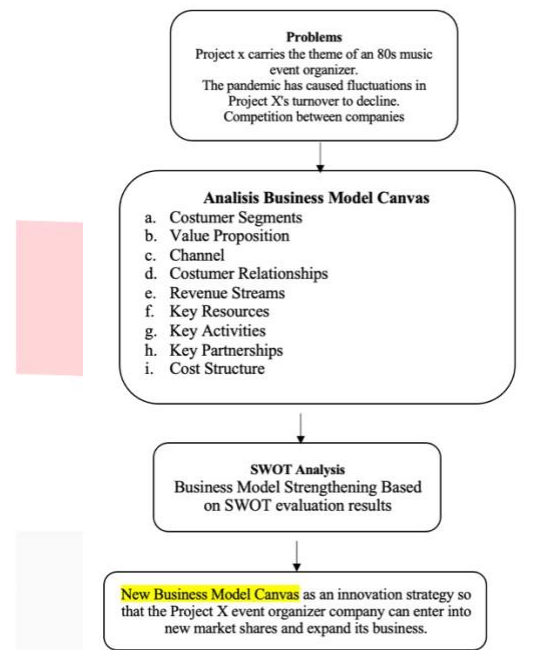 Problems
Project x carries the theme of an 80s music
event organizer.
The pandemic has caused fluctuations in
Project X's turnover to decline.
Competition between companies
Analisis Business Model Canvas
a. Costumer Segments
b. Value Proposition
c. Channel
d. Costumer Relationships
e. Revenue Streams
f. Key Resources
g. Key Activities
h. Key Partnerships
i. Cost Structure
SWOT Analysis
Business Model Strengthening Based
on SWOT evaluation results
New Business Model Canvas as an innovation strategy so
that the Project X event organizer company can enter into
new market shares and expand its business.